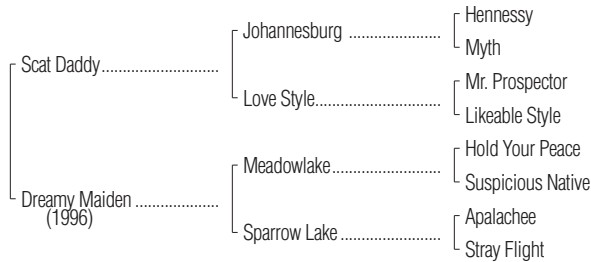 Hennessy
Johannesburg ....................
Myth
Scat Daddy..........................
Mr. Prospector
Love Style...........................
Likeable Style
Hold Your Peace
Meadowlake........................
Suspicious Native
Dreamy Maiden ..................
(1996)
Apalachee
Sparrow Lake ......................
Stray Flight